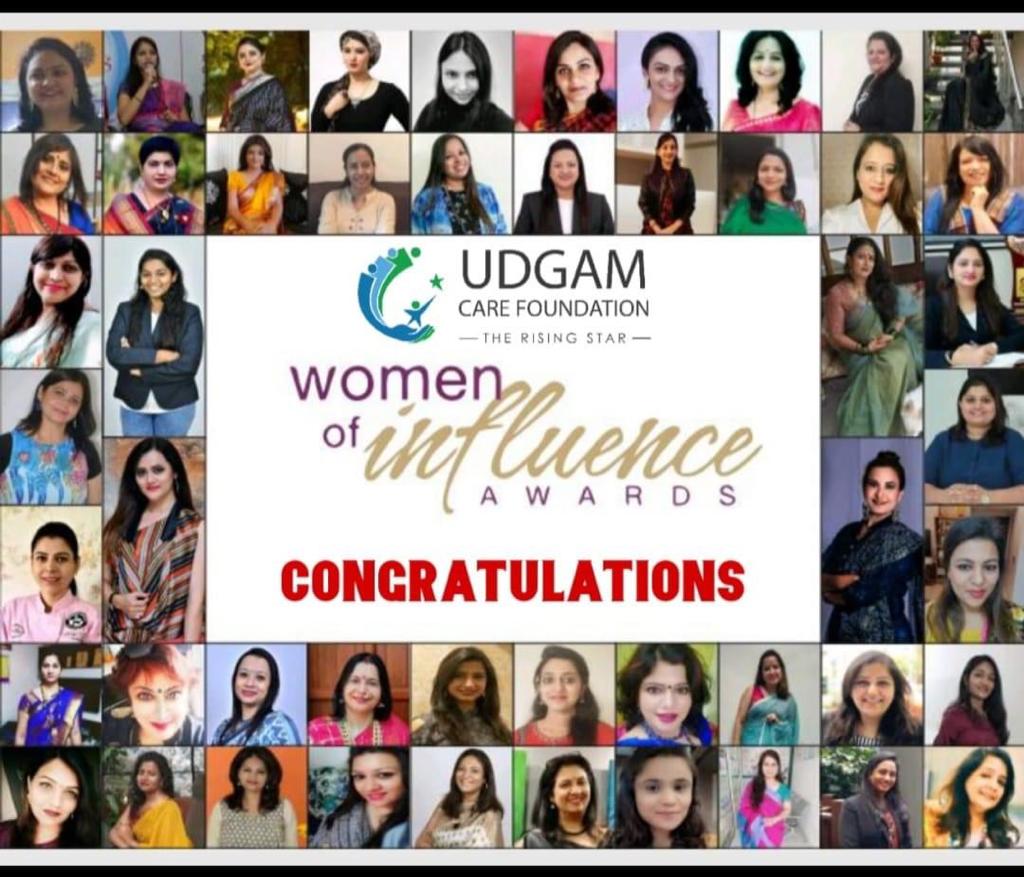 UDGAM
CARE FOUNDATION
THE RISING STAR
women
of influence
AWARDS
CONGRATULATIONS